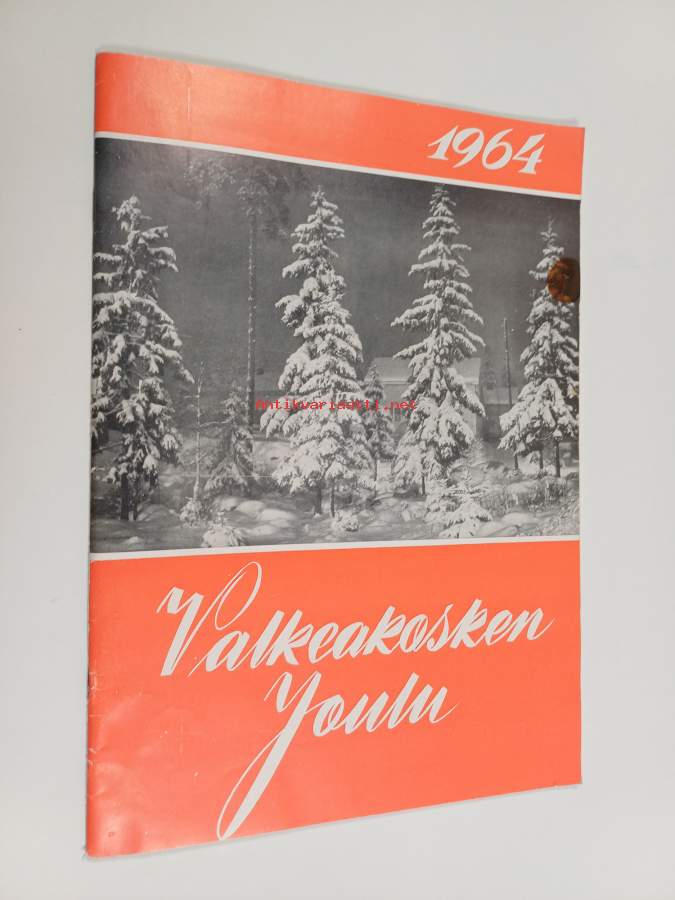 1964
Antikvariaatti.net
Valkeakosken
Joulu